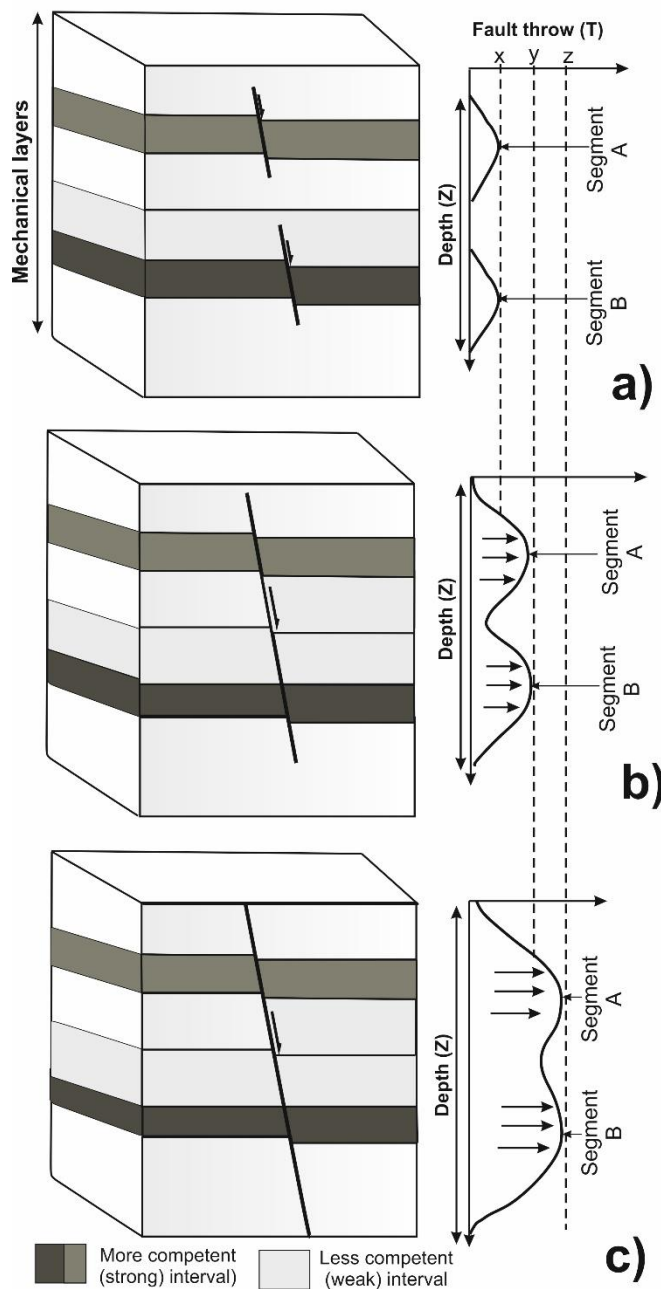 Mechanical layers
Fault throw (T)
x y z
Depth (Z)
Segment
A
Segment
B
a)
Depth (Z)
Segment
A
Segment
B
b)
Depth (Z)
Segment
A
Segment
B
c)
More competent
(strong) interval)
Less competent
(weak) interval